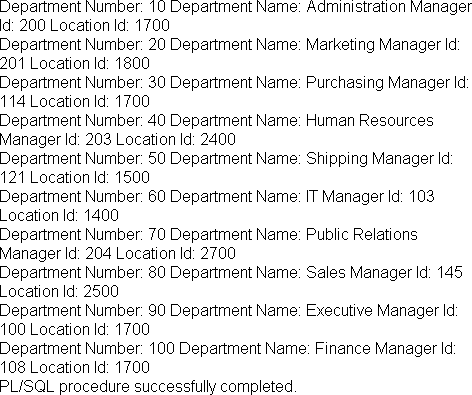 Department Number: 10 Department Name: Administration Manager
Id: 200 Location Id: 1700
Department Number: 20 Department Name: Marketing Manager Id:
201 Location Id: 1800
Department Number: 30 Department Name: Purchasing Manager Id:
114 Location Id: 1700
Department Number: 40 Department Name: Human Resources
Manager Id: 203 Location Id: 2400
Department Number: 50 Department Name: Shipping Manager Id:
121 Location Id: 1500
Department Number: 60 Department Name: IT Manager Id: 103
Location Id: 1400
Department Number: 70 Department Name: Public Relations
Manager Id: 204 Location Id: 2700
Department Number: 80 Department Name: Sales Manager Id: 145
Location Id: 2500
Department Number: 90 Department Name: Executive Manager Id:
100 Location Id: 1700
Department Number: 100 Department Name: Finance Manager Id:
108 Location Id: 1700
PL/SQL procedure successfully completed.